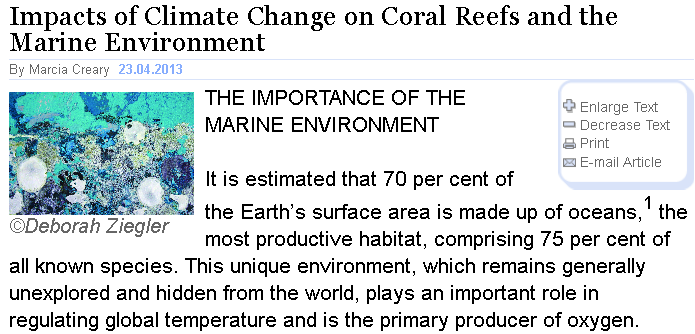 Impacts of Climate Change on Coral Reefs and the
Marine Environment
By Marcia Creary 23.04.2013
THE IMPORTANCE OF THE
MARINE ENVIRONMENT
Enlarge Text
Decrease Text
Print
E-mail Article
It is estimated that 70 per cent of
the Earth's surface area is made up of oceans,1 the
©Deborah Ziegler
most productive habitat, comprising 75 per cent of
all known species. This unique environment, which remains generally
unexplored and hidden from the world, plays an important role in
regulating global temperature and is the primary producer of oxygen.